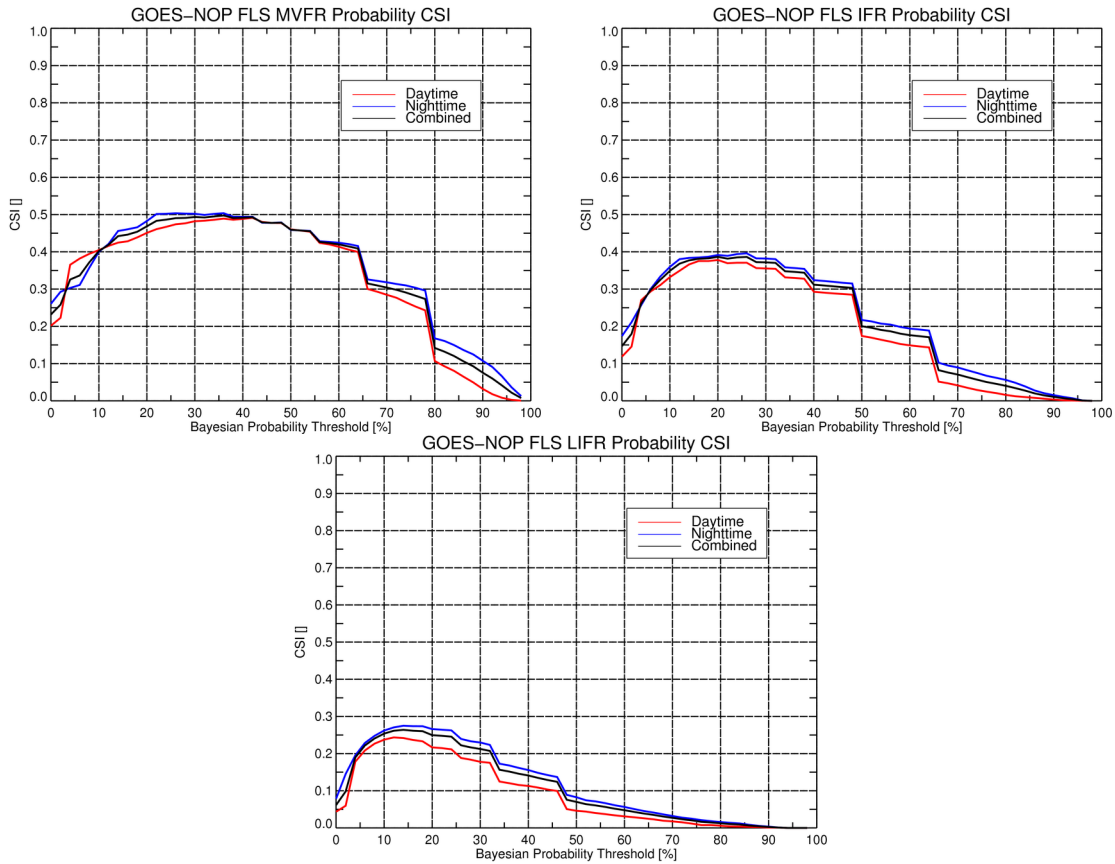 GOES-NOP FLS MVFR Probability CSI
1.0
0.9
0.8
0.7
0.6
0.5
0.4
0.3
0.2
0.1
0.0
CSI []
Daytime
Nighttime
Combined
0 10 20 30 40 50 60 70 80 90 100
Bayesian Probability Threshold [%]
GOES-NOP FLS IFR Probability CSI
1.0
0.9
0.8
0.7
0.6
0.5
0.4
0.3
0.2
0.1
0.0
CSI []
Daytime
Nighttime
Combined
0 10 20 30 40 50 60 70 80 90 100
Bayesian Probability Threshold [%]
GOES-NOP FLS LIFR Probability CSI
1.0
0.9
0.8
0.7
0.6
0.5
0.4
0.3
0.2
0.1
0.0
CSI []
Daytime
Nighttime
Combined
0 10 20 30 40 50 60 70 80 90 100
Bayesian Probability Threshold [%]